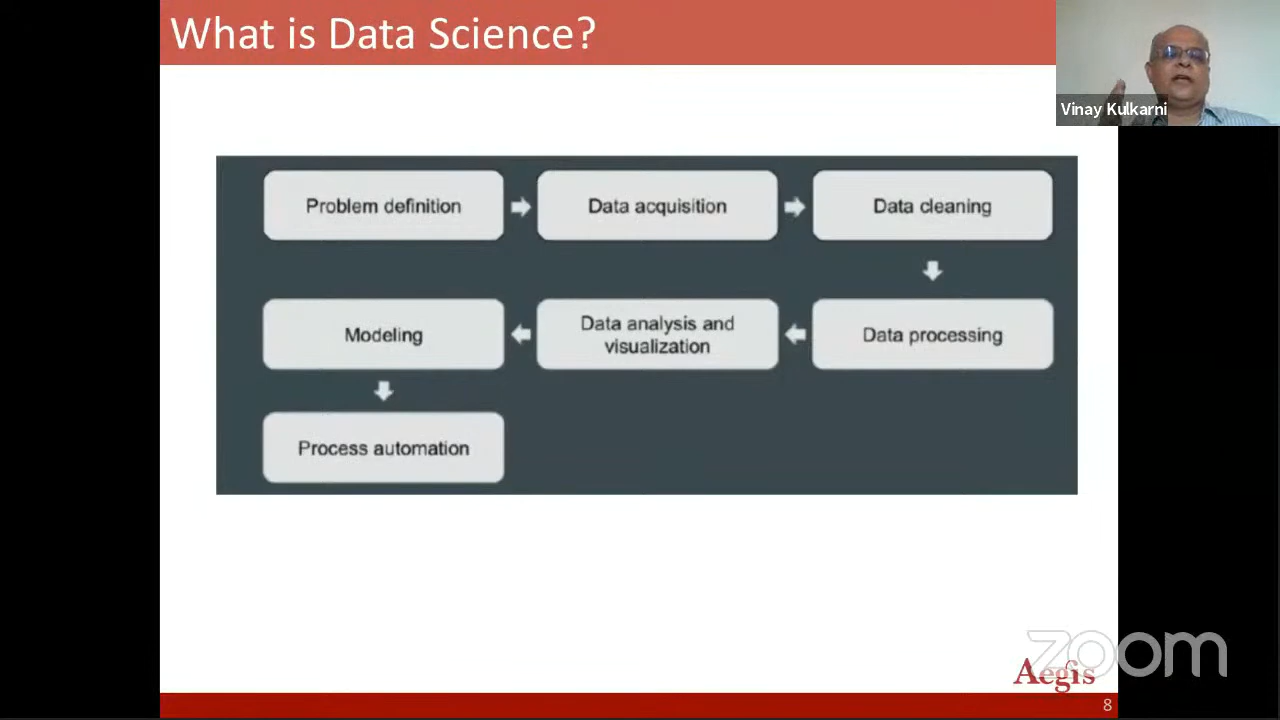 What is Data Science?
Vinay Kulkarni
Problem definition
Data acquisition
Data cleaning
Modeling
Data analysis and
visualization
Data processing
Process automation
zoom
Aegis
8